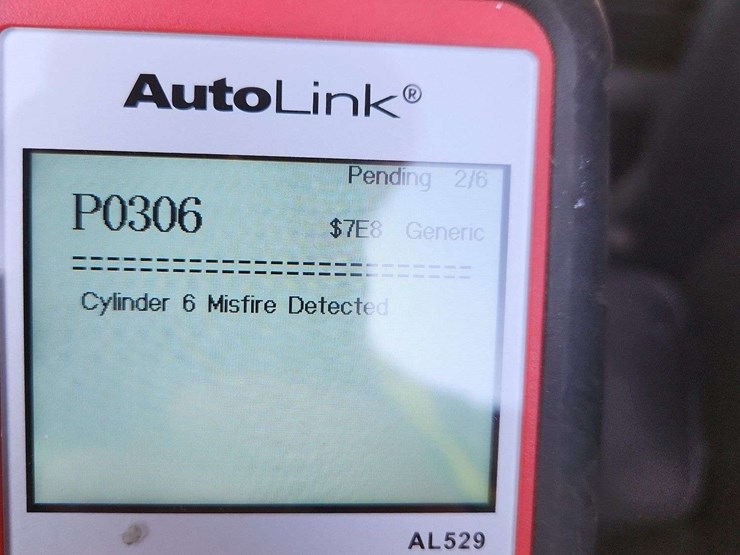 AutoLink®
Pending 2/6
P0306
$7E8 Generic
====================================
Cylinder 6 Misfire Detected
AL529